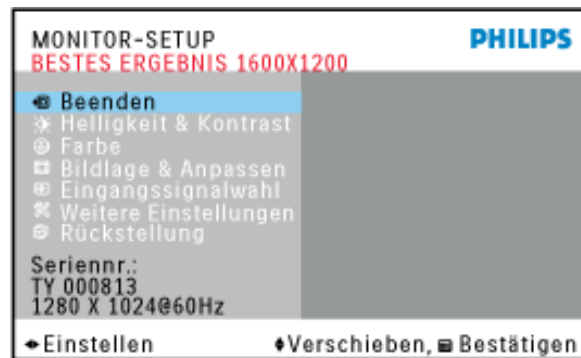 MONITOR-SETUP
PHILIPS
BESTES ERGEBNIS 1600X1200
Beenden
Helligkeit & Kontrast
Farbe
Bildlage & Anpassen
Eingangssignalwahl
Weitere Einstellungen
Rückstellung
Seriennr.:
TY 000813
1280 X 1024@60Hz
Einstellen
Verschieben, Bestätigen